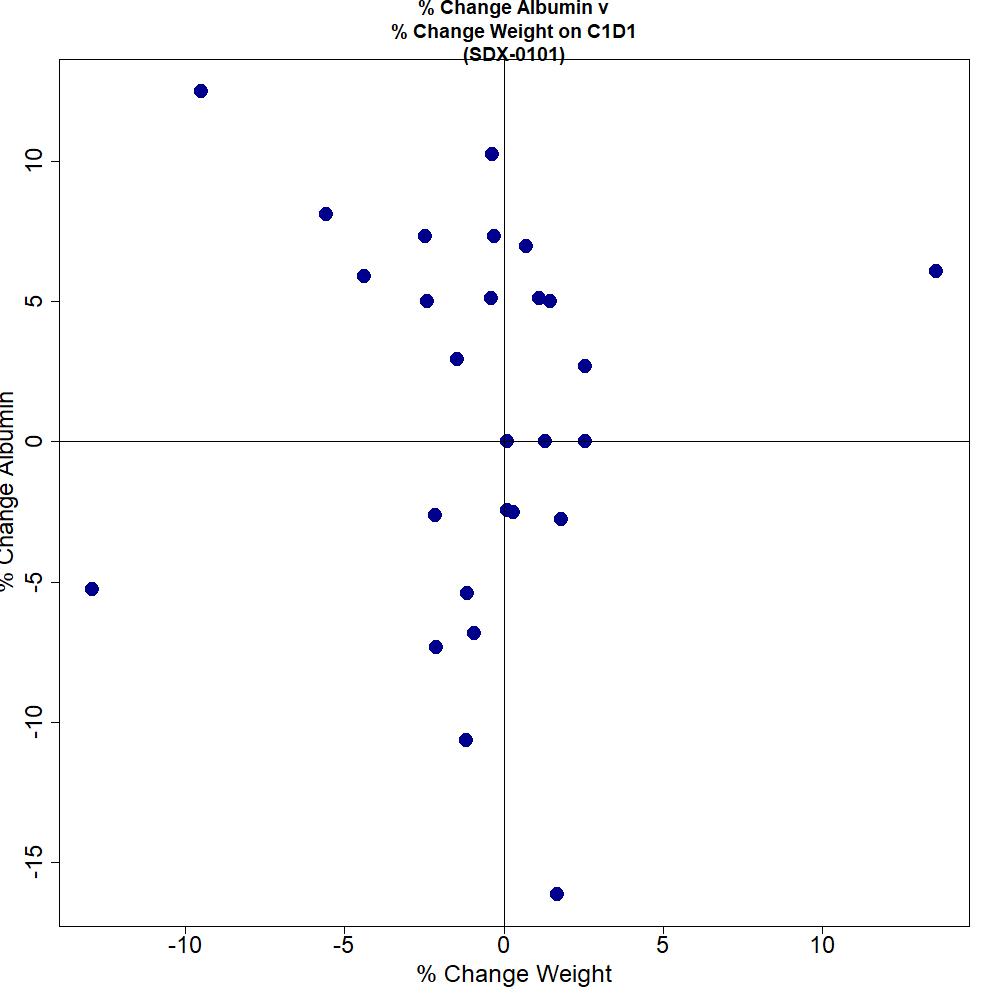 % Change Albumin v
% Change Weight on C1D1
(SDX-0101)
% Change Albumin
10
5
0
-5
-10
-15
-10
-5
0
5
10
% Change Weight